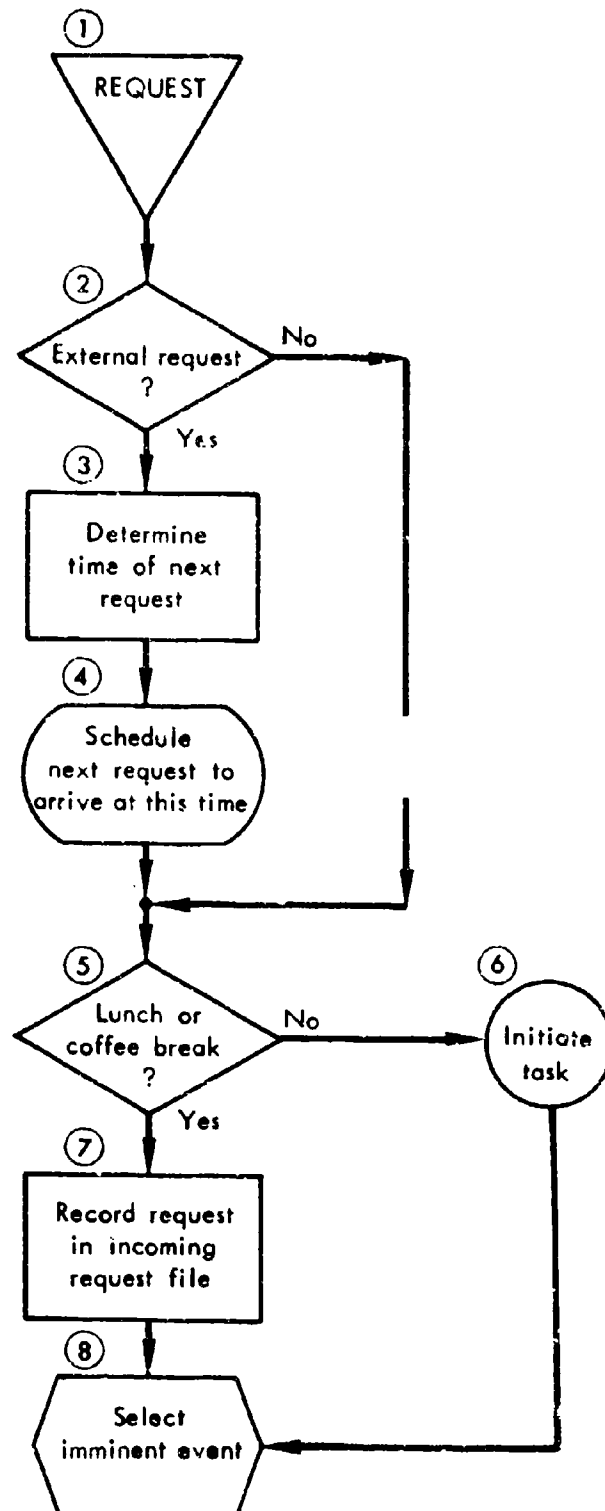 1
REQUEST
2
External request
?
No
Yes
3
Determine
time of next
request
4
Schedule
next request to
arrive at this time
5
Lunch or
coffee break
?
No
6
Initiate
task
Yes
7
Record request
in incoming
request file
8
Select
imminent event